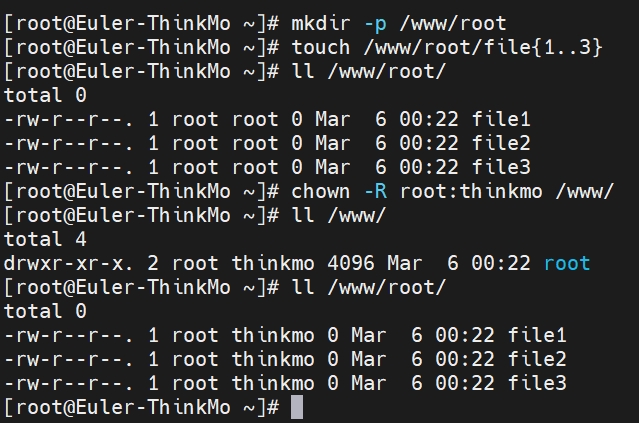 [root@Euler-ThinkMo ~]# mkdir -p /www/root
[root@Euler-ThinkMo ~]# touch /www/root/file{1..3}
[root@Euler-ThinkMo ~]# ll /www/root/
total 0
-rw-r--r--. 1 root root 0 Mar  6 00:22 file1
-rw-r--r--. 1 root root 0 Mar  6 00:22 file2
-rw-r--r--. 1 root root 0 Mar  6 00:22 file3
[root@Euler-ThinkMo ~]# chown -R root:thinkmo /www/
[root@Euler-ThinkMo ~]# ll /www/
total 4
drwxr-xr-x. 2 root thinkmo 4096 Mar  6 00:22 root
[root@Euler-ThinkMo ~]# ll /www/root/
total 0
-rw-r--r--. 1 root thinkmo 0 Mar  6 00:22 file1
-rw-r--r--. 1 root thinkmo 0 Mar  6 00:22 file2
-rw-r--r--. 1 root thinkmo 0 Mar  6 00:22 file3
[root@Euler-ThinkMo ~]#